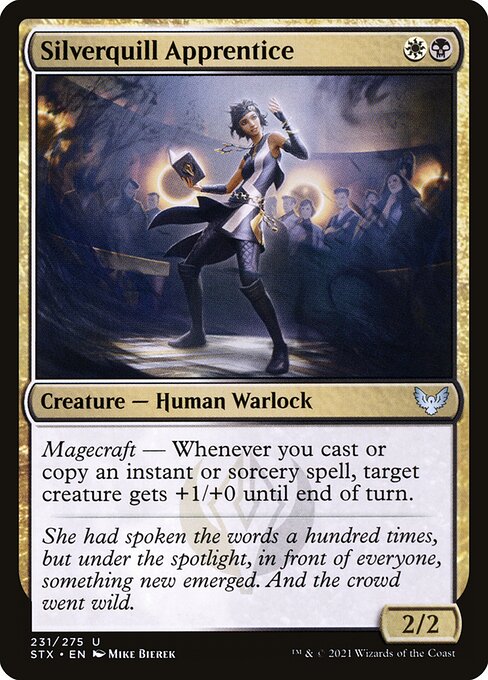 Silverquill Apprentice
Creature — Human Warlock
Magecraft — Whenever you cast or
copy an instant or sorcery spell, target
creature gets +1/+0 until end of turn.
She had spoken the words a hundred times,
but under the spotlight, in front of everyone,
something new emerged. And the crowd
went wild.
2/2
231/275 U
STX • EN Mike Bierek
™ & © 2021 Wizards of the Coast